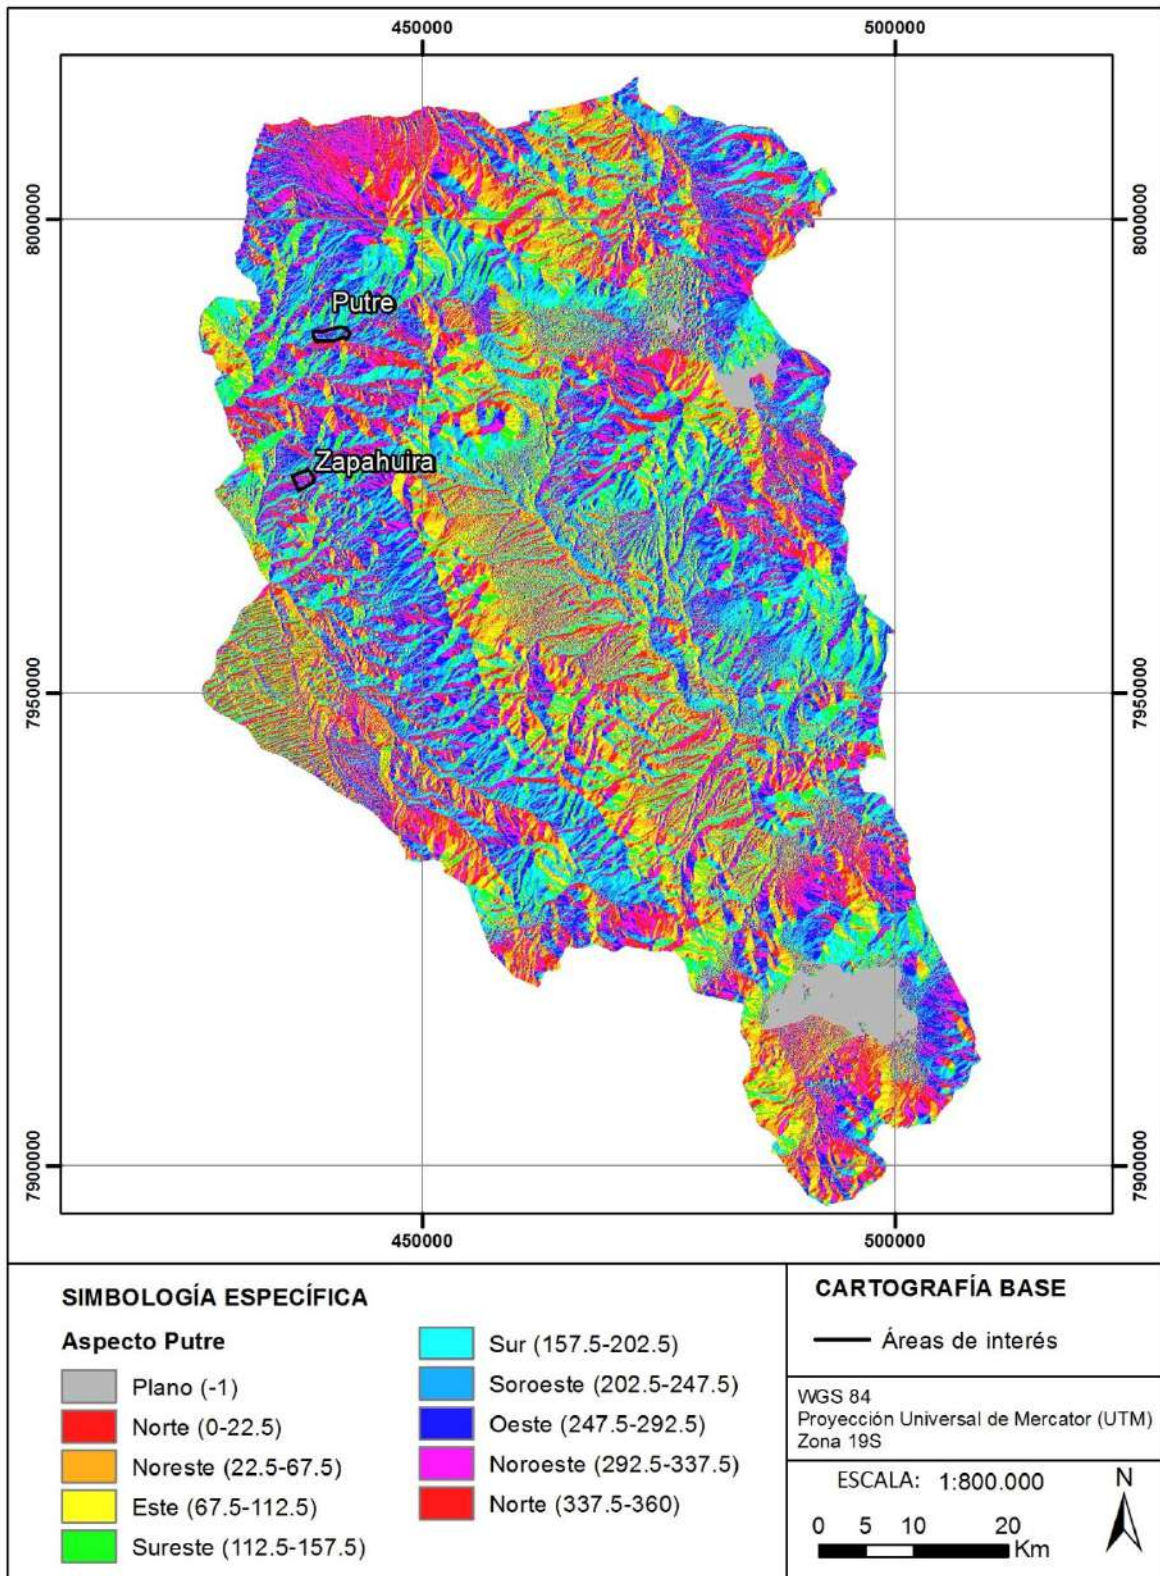 450000
500000
8000000
8000000
Putre
Zapahuira
7950000
7950000
7900000
7900000
450000
500000
SIMBOLOGÍA ESPECÍFICA
Aspecto Putre
Plano (-1)
Norte (0-22.5)
Noreste (22.5-67.5)
Este (67.5-112.5)
Sureste (112.5-157.5)
Sur (157.5-202.5)
Soroeste (202.5-247.5)
Oeste (247.5-292.5)
Noroeste (292.5-337.5)
Norte (337.5-360)
CARTOGRAFÍA BASE
Áreas de interés
WGS 84
Proyección Universal de Mercator (UTM)
Zona 19S
ESCALA: 1:800.000
N
0 5 10 20
Km